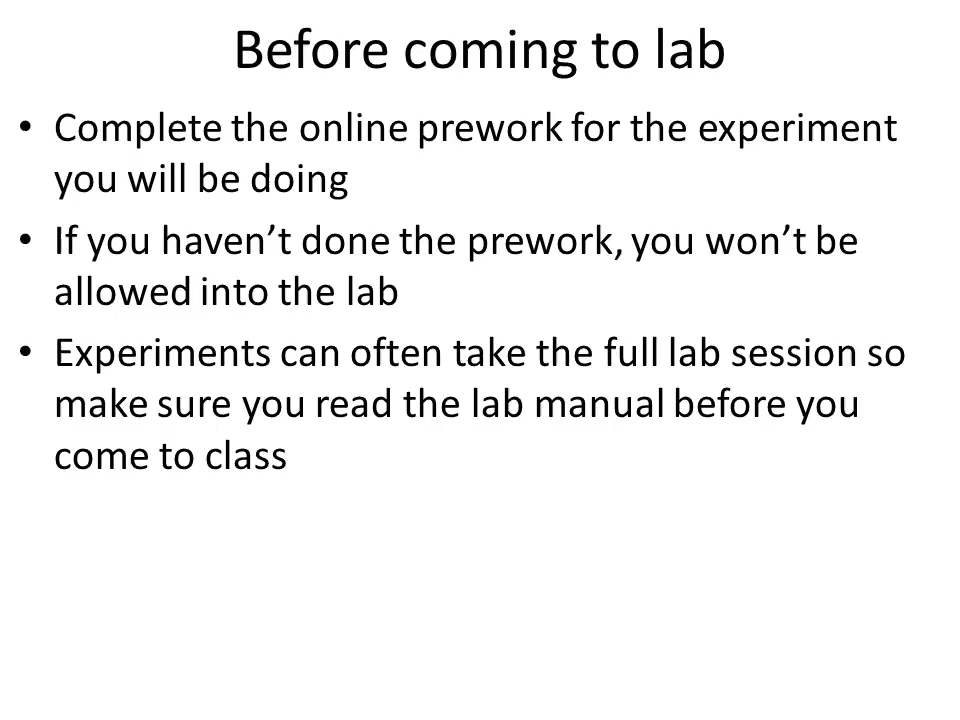 Before coming to lab
• Complete the online prework for the experiment
you will be doing
• If you haven’t done the prework, you won’t be
allowed into the lab
• Experiments can often take the full lab session so
make sure you read the lab manual before you
come to class